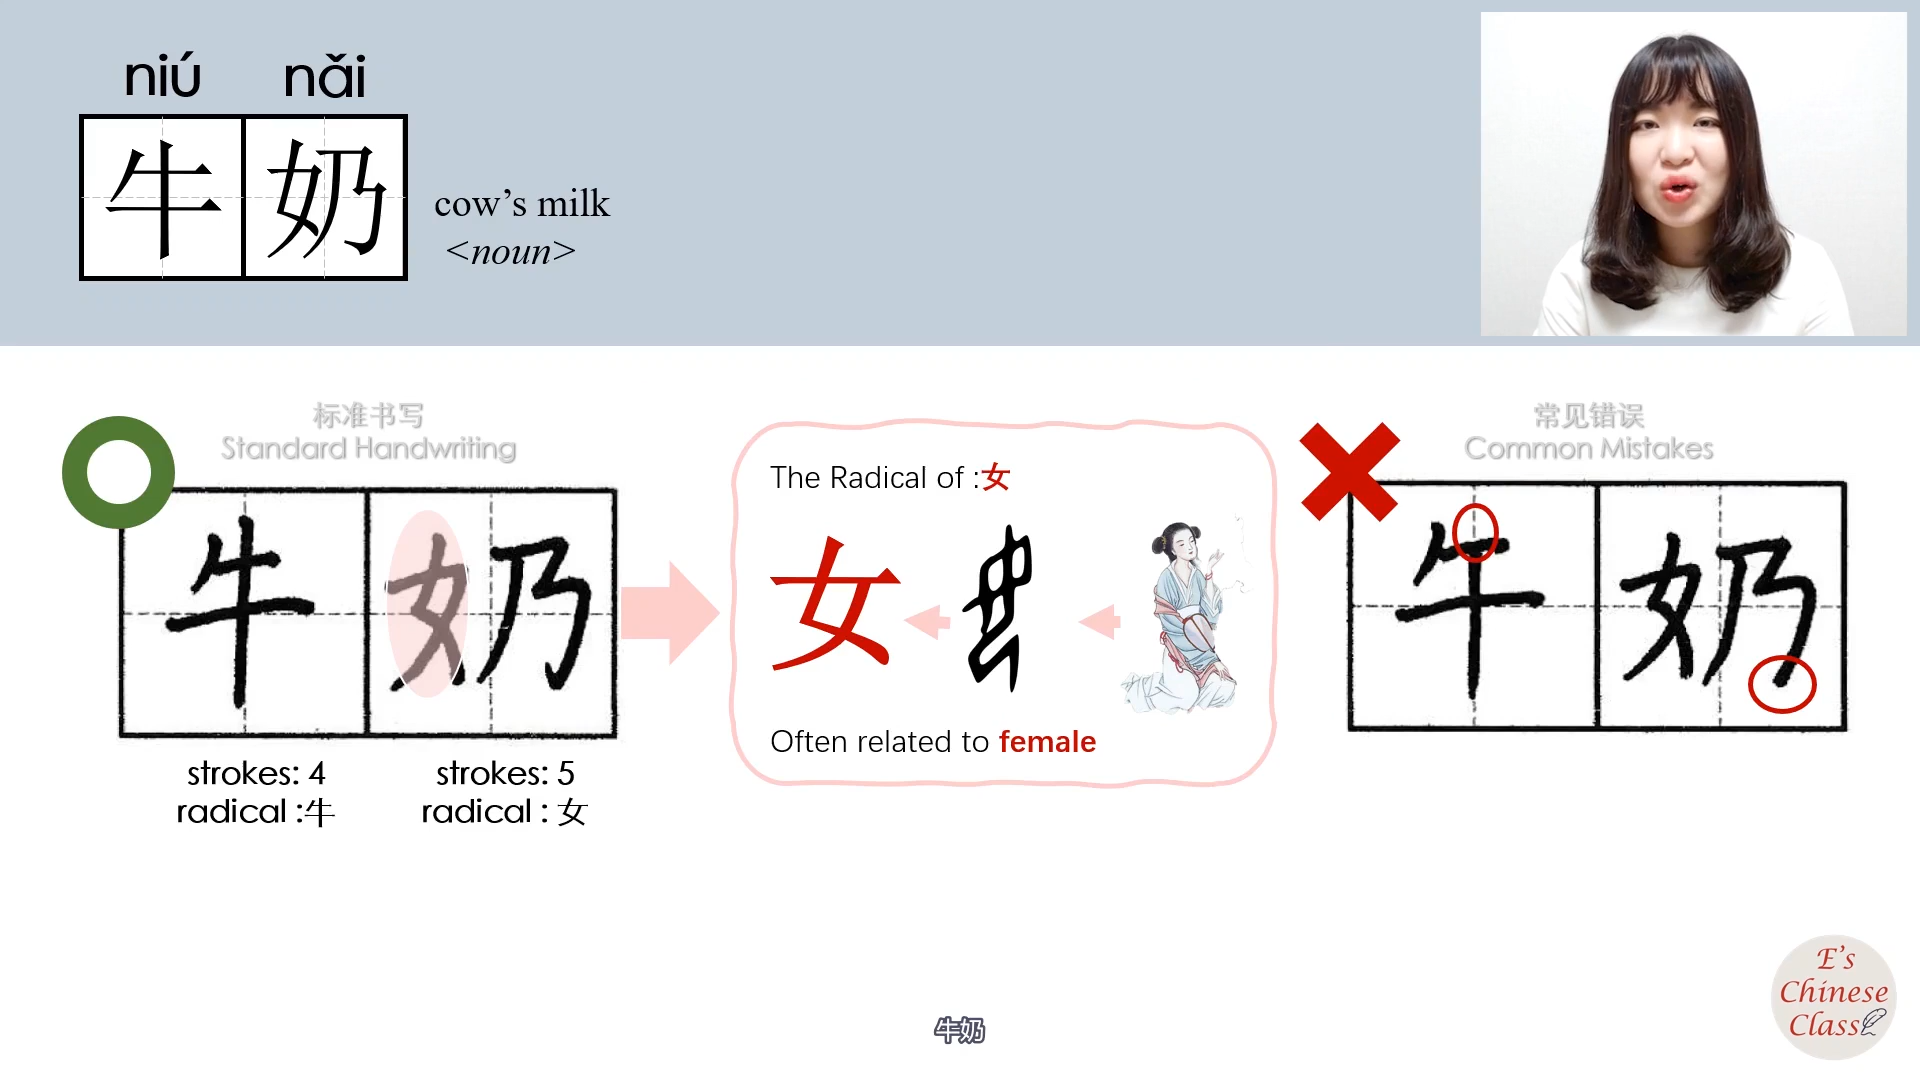 niú nǎi
牛奶
cow’s milk
<noun>
标准书写
Standard Handwriting
牛奶
strokes: 4
radical :牛
strokes: 5
radical : 女
The Radical of :女
女
Often related to female
常见错误
Common Mistakes
午奶
牛奶
E’s
Chinese
Class